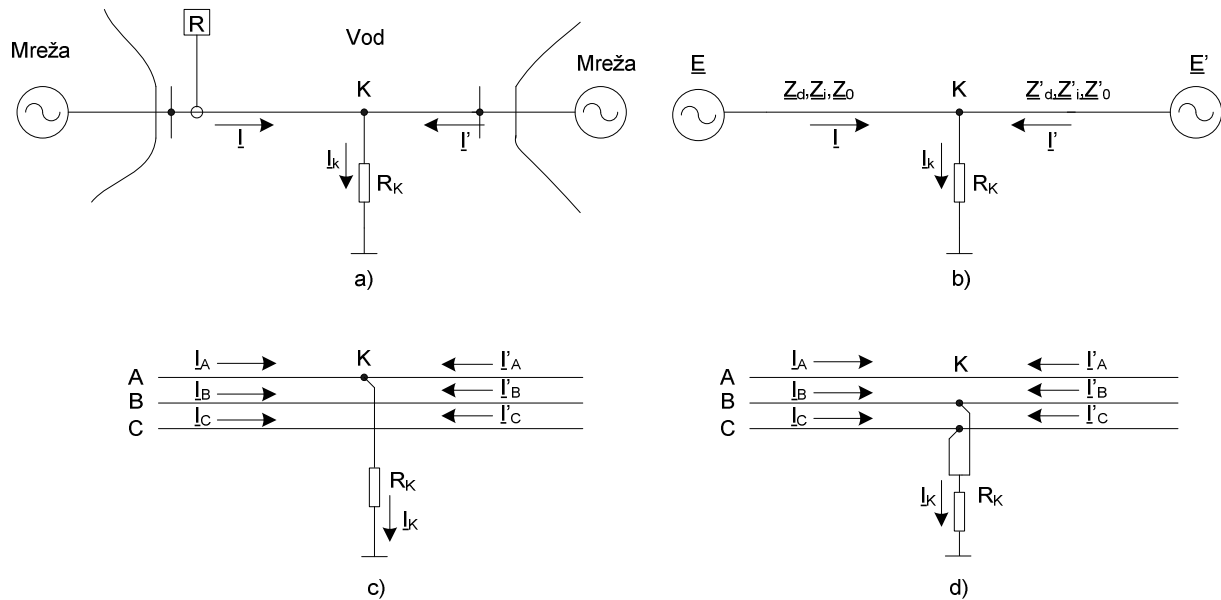 R
Mreža
Vod
Mreža
K
I
I'
Ik
RK
a)
E
E'
Zd,Zi,Z0
K
Z'd,Z'i,Z'0
I
I'
Ik
RK
b)
IA
K
I'A
A
IB
I'B
B
IC
I'C
C
RK
IK
c)
IA
K
I'A
A
IB
I'B
B
IC
I'C
C
IK
RK
d)